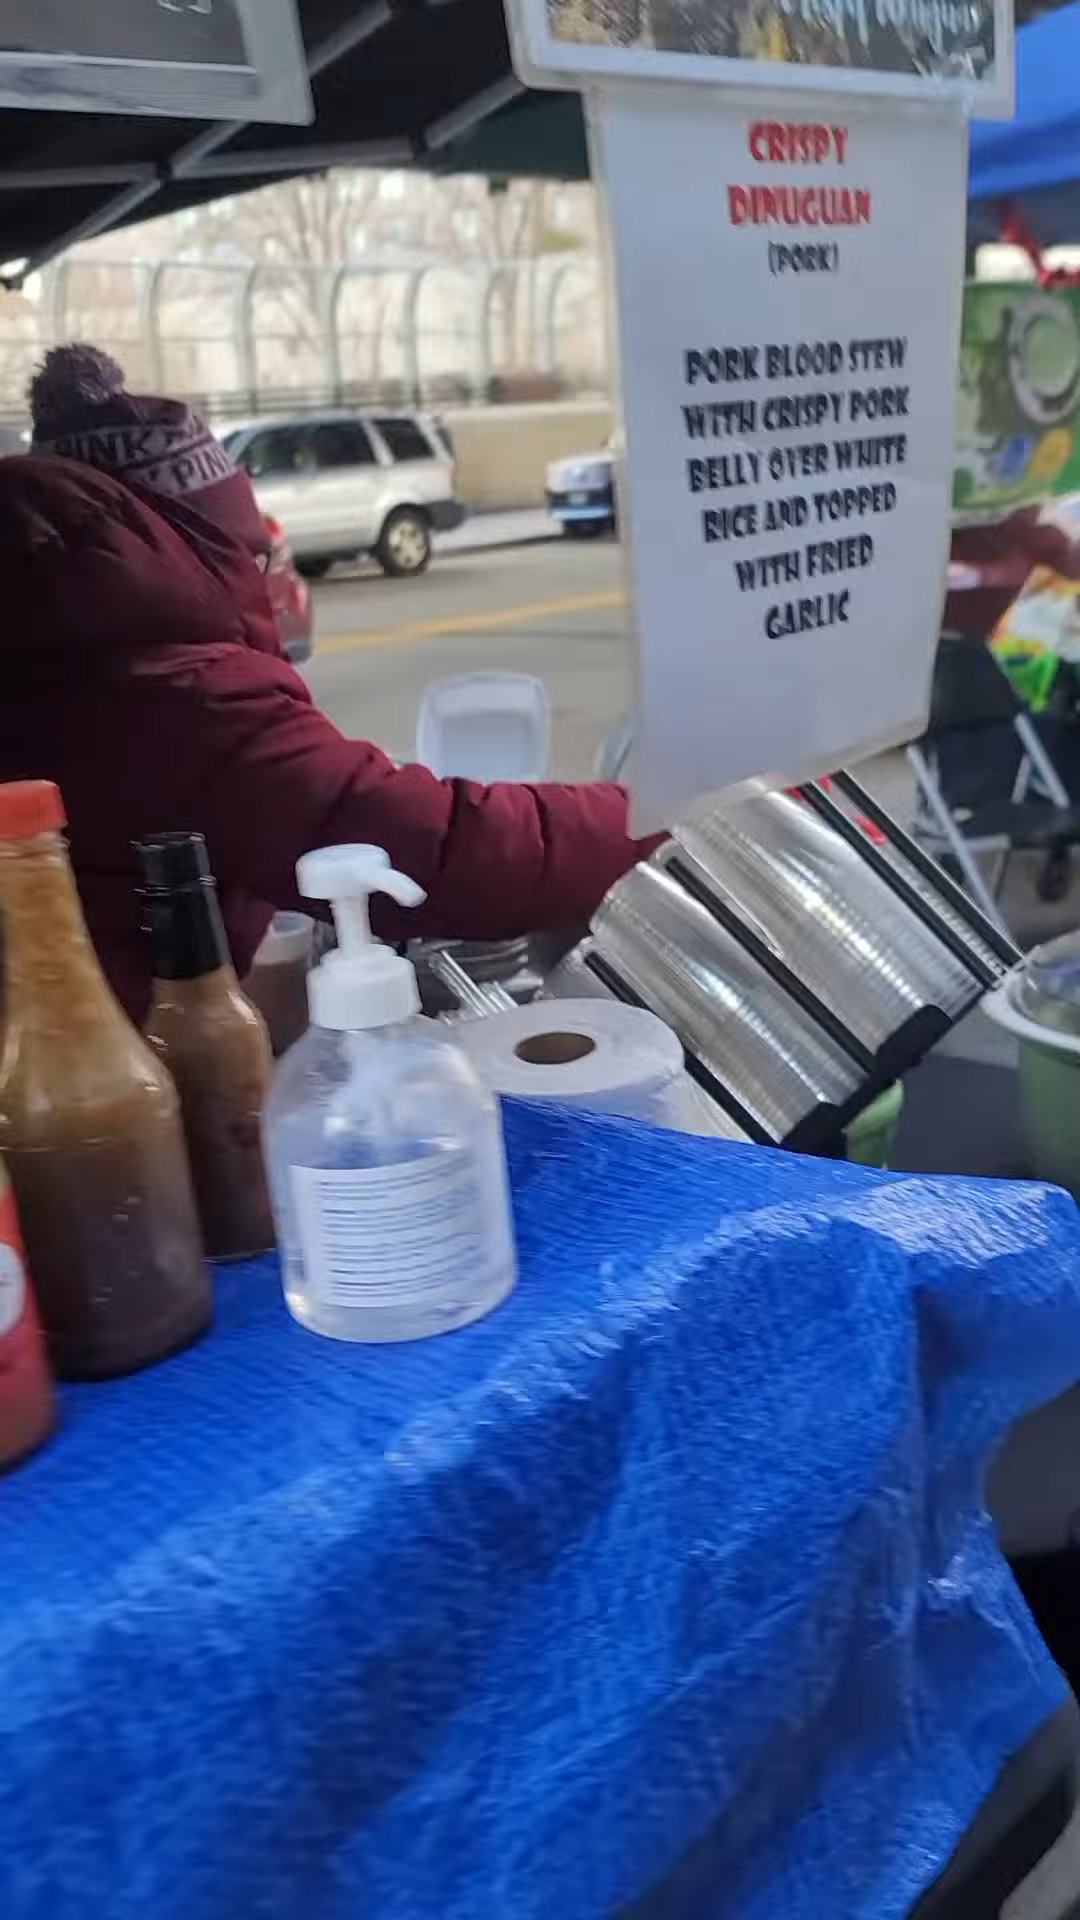 CRISPY
DINUGUAN
(PORK)
PORK BLOOD STEW
WITH CRISPY PORK
BELLY OVER WHITE
RICE AND TOPPED
WITH FRIED
GARLIC
PINK
PINK